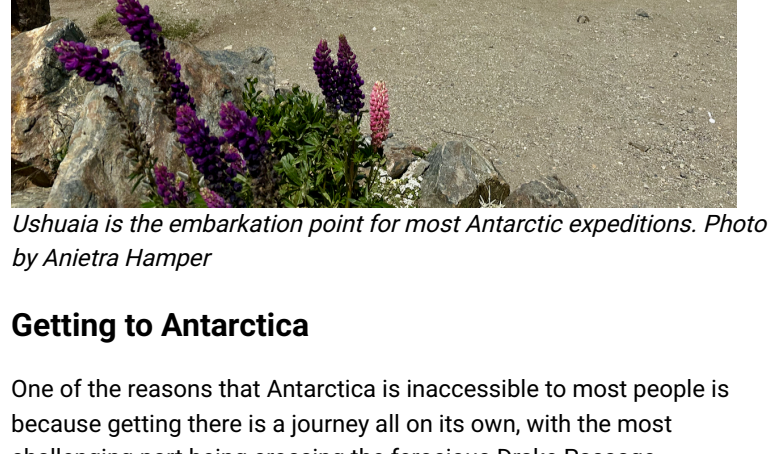 Ushuaia is the embarkation point for most Antarctic expeditions. Photo
by Anietra Hamper
Getting to Antarctica
One of the reasons that Antarctica is inaccessible to most people is
because getting there is a journey all on its own, with the most
challenging part being crossing the ferocious Drake Passage